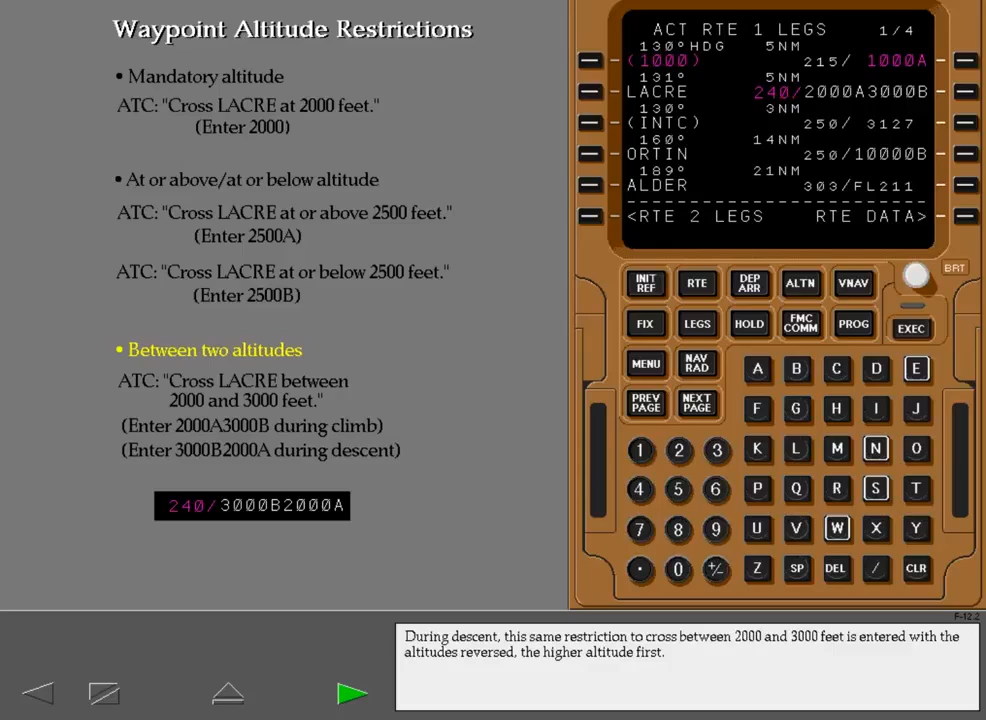 Waypoint Altitude Restrictions
• Mandatory altitude
ATC: "Cross LACRE at 2000 feet."
(Enter 2000)
• At or above/at or below altitude
ATC: "Cross LACRE at or above 2500 feet."
(Enter 2500A)
ATC: "Cross LACRE at or below 2500 feet."
(Enter 2500B)
• Between two altitudes
ATC: "Cross LACRE between
2000 and 3000 feet."
(Enter 2000A3000B during climb)
(Enter 3000B2000A during descent)
240/3000B2000A
ACT RTE 1 LEGS 1/4
130°HDG 5NM
(1000) 215/ 1000A
131° 5NM
LACRE 240/2000A3000B
130° 3NM
(INTC) 250/ 3127
160° 14NM
ORTIN 250/10000B
189° 21NM
ALDER 303/FL211
--------------------------------
<RTE 2 LEGS RTE DATA>
BRT
INIT REF RTE DEP ARR ALTN VNAV
FIX LEGS HOLD FMC COMM PROG EXEC
MENU NAV RAD A B C D E
PREV PAGE NEXT PAGE F G H I J
1 2 3 K L M N O
4 5 6 P Q R S T
7 8 9 U V W X Y
. 0 +/- Z SP DEL / CLR
F-12.2
During descent, this same restriction to cross between 2000 and 3000 feet is entered with the
altitudes reversed, the higher altitude first.